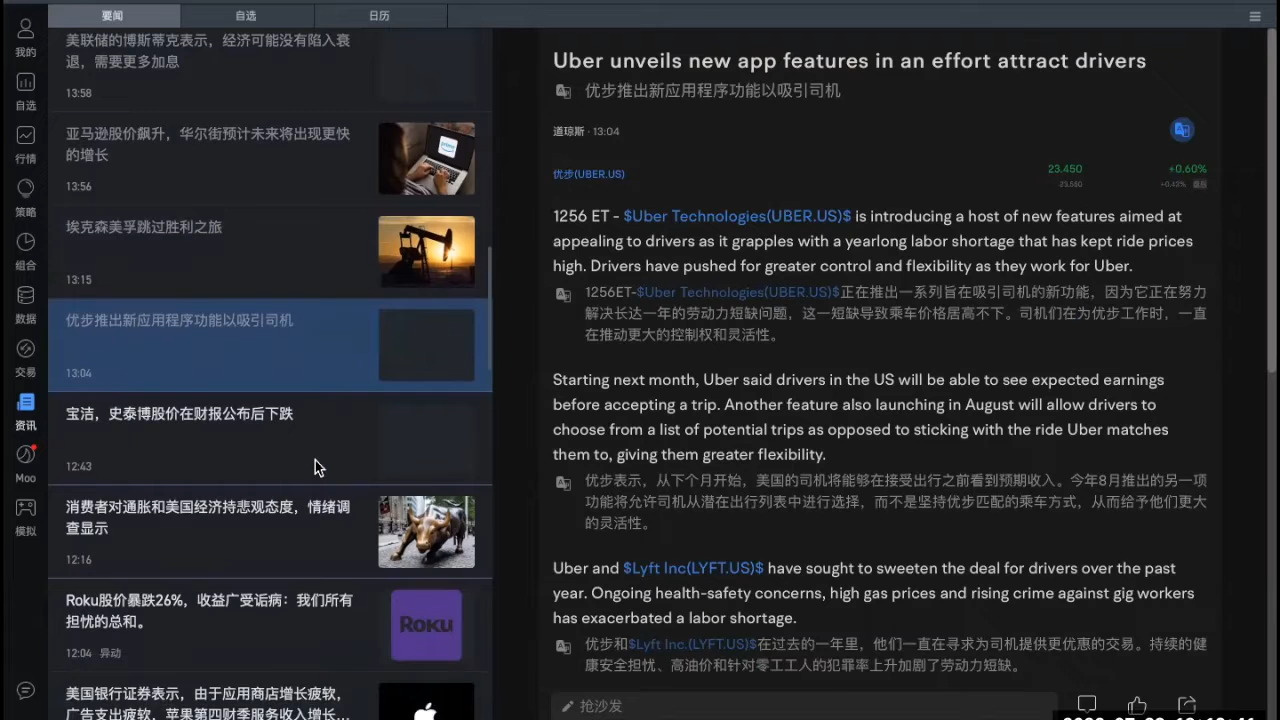 要闻
自选
日历
我的
自选
行情
策略
组合
数据
交易
资讯
Moo
模拟
美联储的博斯蒂克表示，经济可能没有陷入衰
退，需要更多加息
13:58
亚马逊股价飙升，华尔街预计未来将出现更快
的增长
13:56
埃克森美孚跳过胜利之旅
13:15
优步推出新应用程序功能以吸引司机
13:04
宝洁，史泰博股价在财报公布后下跌
12:43
消费者对通胀和美国经济持悲观态度，情绪调
查显示
12:16
Roku股价暴跌26%，收益广受诟病：我们所有
担忧的总和。
12:04 异动
Roku
美国银行证券表示，由于应用商店增长疲软，
广告支出疲软，苹果第四财季服务收入增长...
Uber unveils new app features in an effort attract drivers
优步推出新应用程序功能以吸引司机
道琼斯 · 13:04
优步(UBER.US)
23.450
+0.60%
23.550
+0.43% 盘后
1256 ET - $Uber Technologies(UBER.US)$ is introducing a host of new features aimed at
appealing to drivers as it grapples with a yearlong labor shortage that has kept ride prices
high. Drivers have pushed for greater control and flexibility as they work for Uber.
1256ET-$Uber Technologies(UBER.US)$正在推出一系列旨在吸引司机的新功能，因为它正在努力
解决长达一年的劳动力短缺问题，这一短缺导致乘车价格居高不下。司机们在为优步工作时，一直
在推动更大的控制权和灵活性。
Starting next month, Uber said drivers in the US will be able to see expected earnings
before accepting a trip. Another feature also launching in August will allow drivers to
choose from a list of potential trips as opposed to sticking with the ride Uber matches
them to, giving them greater flexibility.
优步表示，从下个月开始，美国的司机将能够在接受出行之前看到预期收入。今年8月推出的另一项
功能将允许司机从潜在出行列表中进行选择，而不是坚持优步匹配的乘车方式，从而给予他们更大
的灵活性。
Uber and $Lyft Inc(LYFT.US)$ have sought to sweeten the deal for drivers over the past
year. Ongoing health-safety concerns, high gas prices and rising crime against gig workers
has exacerbated a labor shortage.
优步和$Lyft Inc.(LYFT.US)$在过去的一年里，他们一直在寻求为司机提供更优惠的交易。持续的健
康安全担忧、高油价和针对零工工人的犯罪率上升加剧了劳动力短缺。
抢沙发